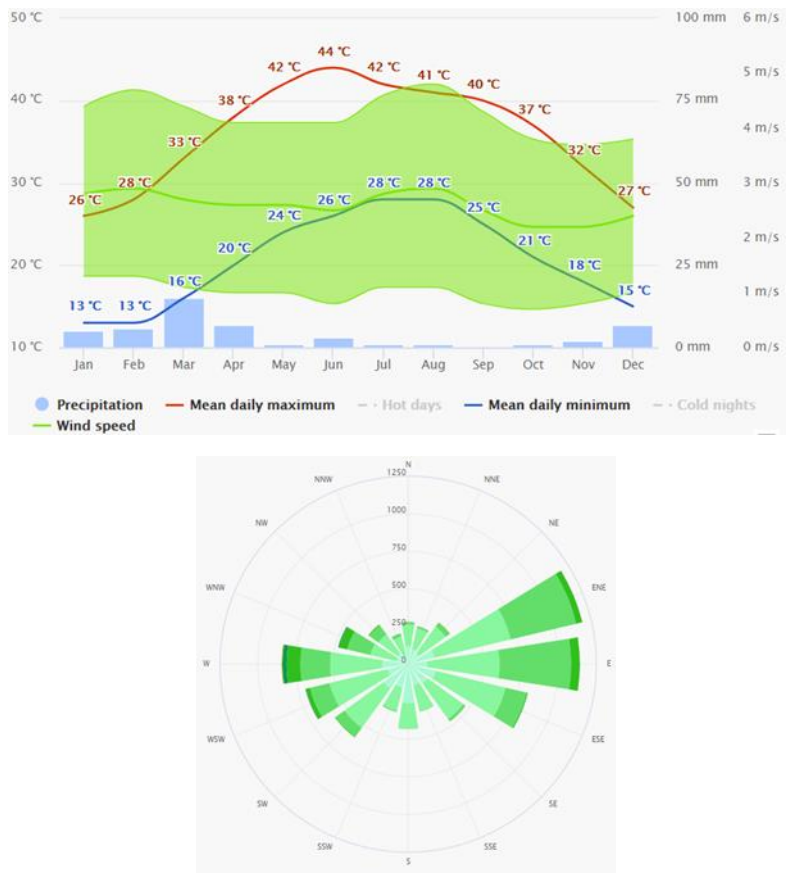 50 °C 100 mm 6 m/s
44 °C
42 °C 42 °C
41 °C 5 m/s
40 °C
38 °C
40 °C 75 mm
37 °C
4 m/s
33 °C
32 °C
28 °C 28 °C 28 °C
30 °C 50 mm 3 m/s
27 °C
26 °C 26 °C
25 °C
24 °C
2 m/s
21 °C
20 °C
20 °C 18 °C 25 mm
16 °C
15 °C 1 m/s
13 °C 13 °C
10 °C 0 mm 0 m/s
Jan Feb Mar Apr May Jun Jul Aug Sep Oct Nov Dec
Precipitation Mean daily maximum Hot days Mean daily minimum Cold nights
Wind speed
N
1250
NNW NNE
1000
NW NE
750
500
WNW ENE
250
0
W E
WSW ESE
SW SE
SSW SSE
S